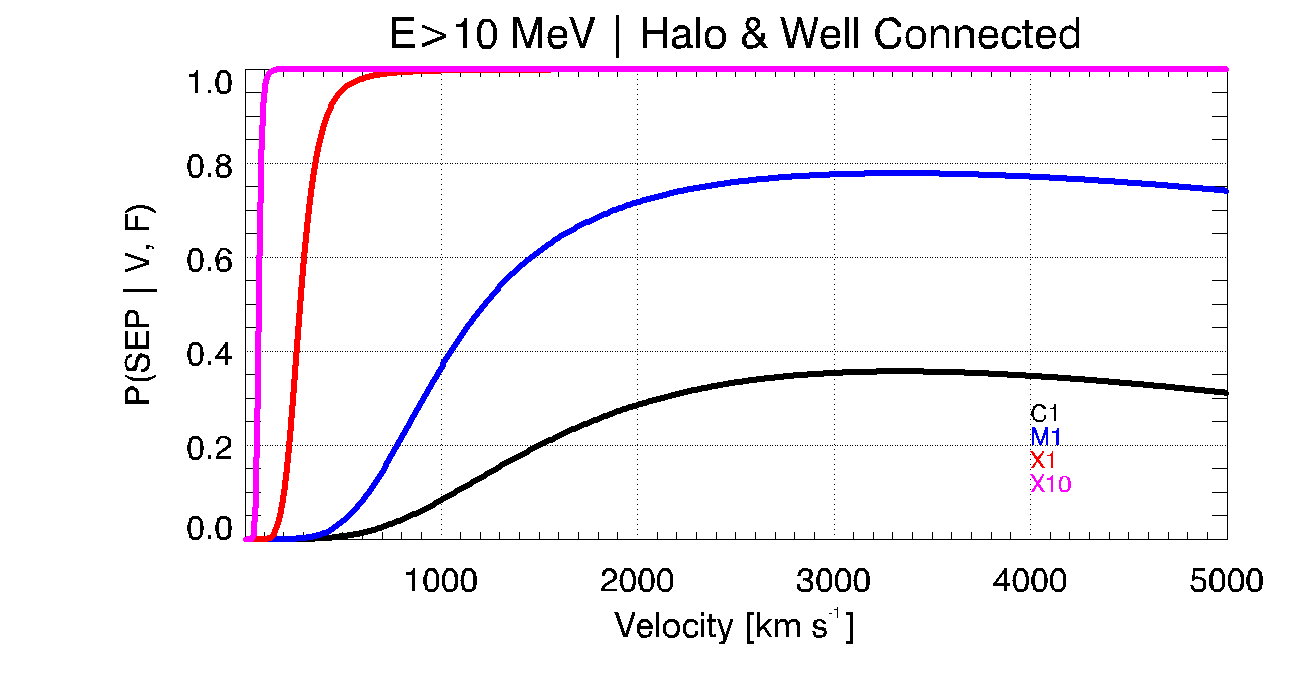 E>10 MeV | Halo & Well Connected
1.0
0.8
0.6
0.4
0.2
0.0
P(SEP | V, F)
C1
M1
X1
X10
1000 2000 3000 4000 5000
Velocity [km s⁻¹]